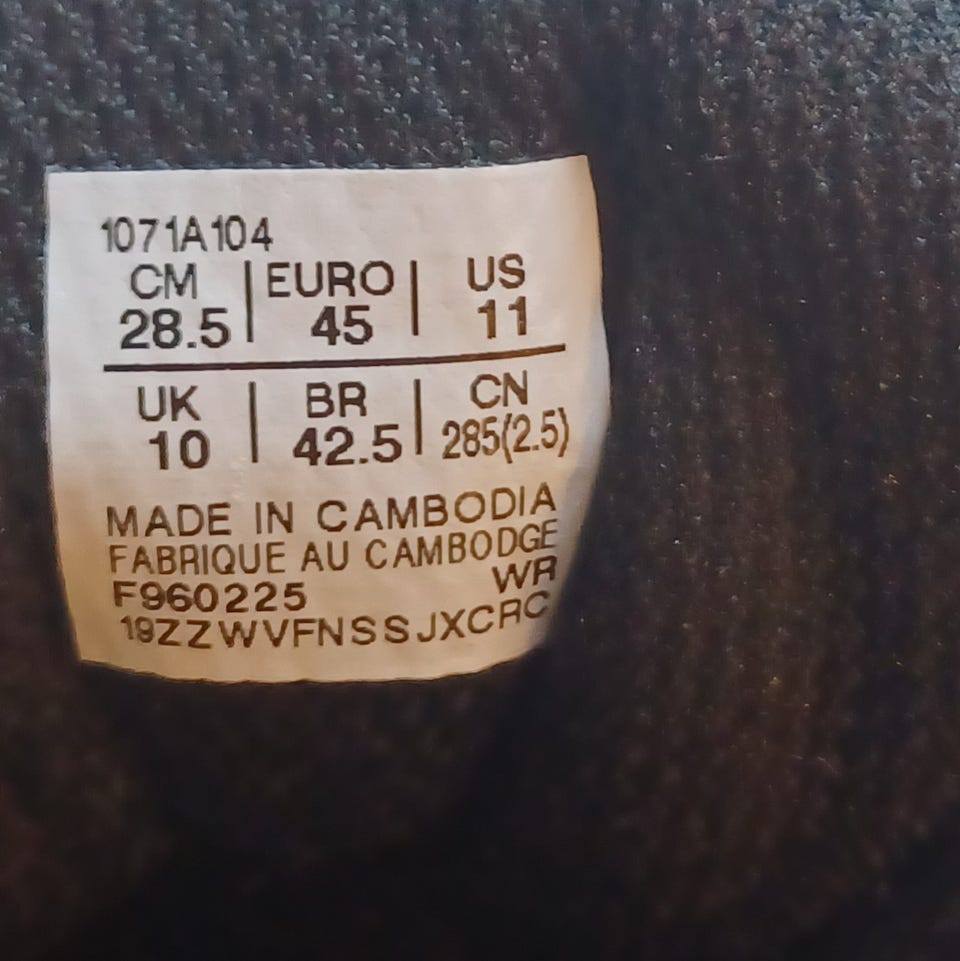 1071A104
CM | EURO | US
28.5 | 45 | 11
UK | BR | CN
10 | 42.5 | 285(2.5)
MADE IN CAMBODIA
FABRIQUE AU CAMBODGE
F960225 WR
19ZZWVFNSSJXCRC